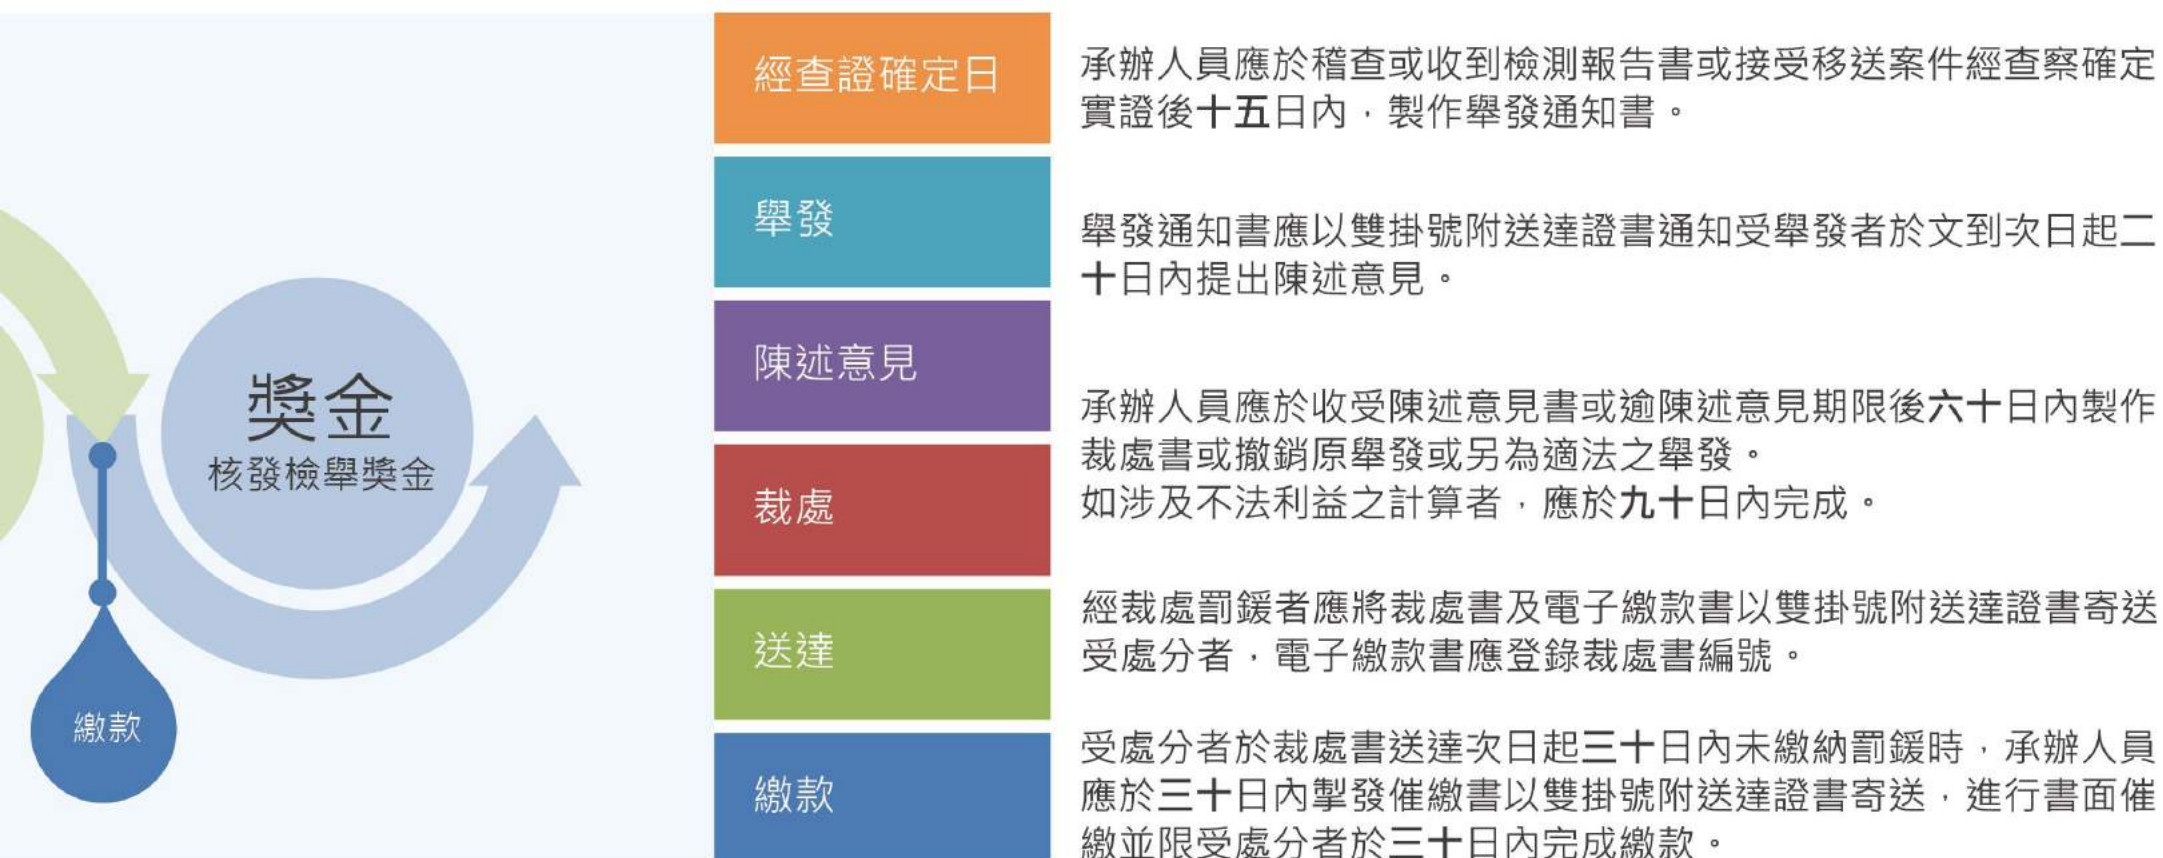 獎金
核發檢舉獎金
繳款
經查證確定日
承辦人員應於稽查或收到檢測報告書或接受移送案件經查察確定
實證後十五日內，製作舉發通知書。
舉發
舉發通知書應以雙掛號附送達證書通知受舉發者於文到次日起二
十日內提出陳述意見。
陳述意見
承辦人員應於收受陳述意見書或逾陳述意見期限後六十日內製作
裁處書或撤銷原舉發或另為適法之舉發。
如涉及不法利益之計算者，應於九十日內完成。
裁處
送達
經裁處罰鍰者應將裁處書及電子繳款書以雙掛號附送達證書寄送
受處分者，電子繳款書應登錄裁處書編號。
繳款
受處分者於裁處書送達次日起三十日內未繳納罰鍰時，承辦人員
應於三十日內掣發催繳書以雙掛號附送達證書寄送，進行書面催
繳並限受處分者於三十日內完成繳款。